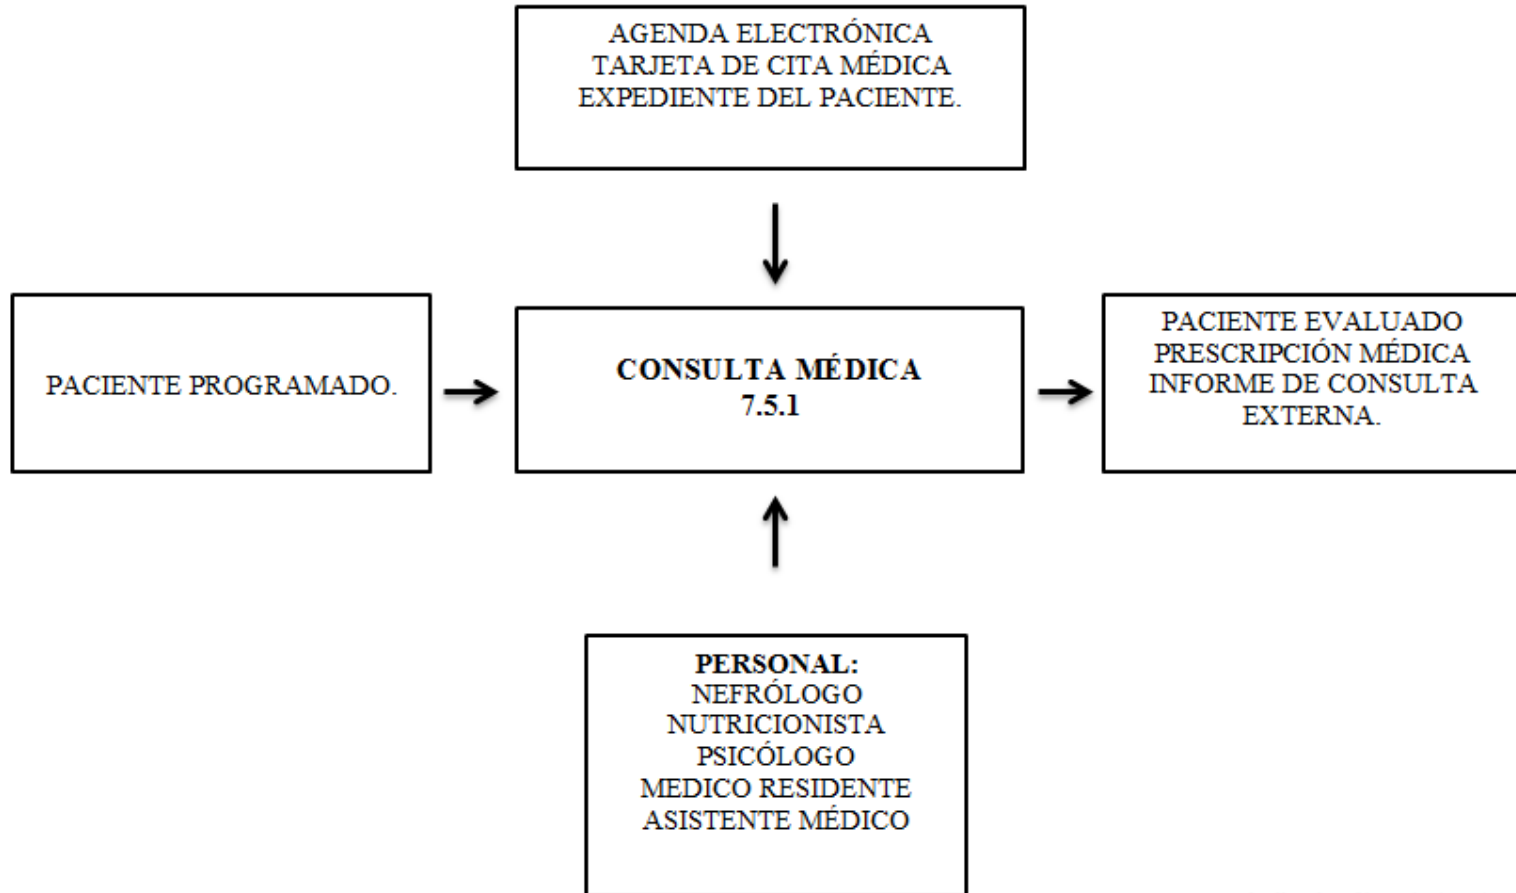 AGENDA ELECTRÓNICA
TARJETA DE CITA MÉDICA
EXPEDIENTE DEL PACIENTE.
PACIENTE PROGRAMADO.
CONSULTA MÉDICA
7.5.1
PACIENTE EVALUADO
PRESCRIPCIÓN MÉDICA
INFORME DE CONSULTA
EXTERNA.
PERSONAL:
NEFRÓLOGO
NUTRICIONISTA
PSICÓLOGO
MEDICO RESIDENTE
ASISTENTE MÉDICO